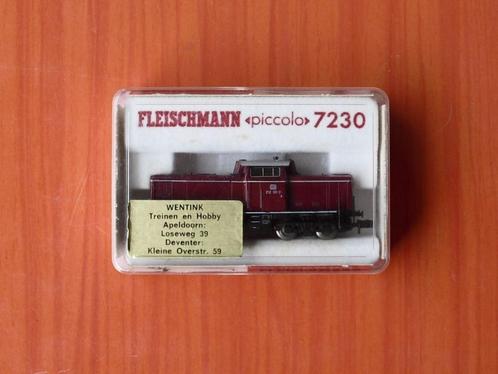 FLEISCHMANN «piccolo» 7230
WENTINK
Treinen en Hobby
Apeldoorn:
Loseweg 39
Deventer:
Kleine Overstr. 59